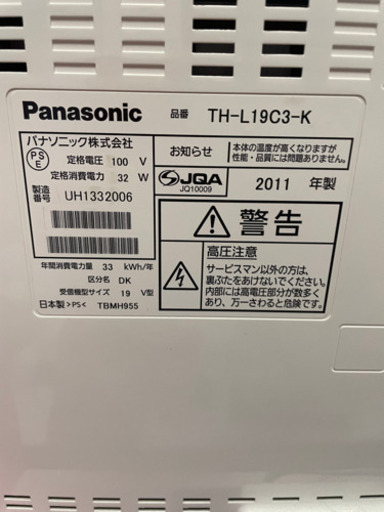 Panasonic
品番 TH-L19C3-K
パナソニック株式会社
PS
E
定格電圧 100 V
定格消費電力 32 W
製造
番号 UH1332006
お知らせ
本体の温度が高くなりますが
性能・品質には問題ありません。
JQA
JQ10009
2011 年製
警告
高圧注意
サービスマン以外の方は、
裏ぶたをあけないでください。
内部には高電圧部分が数多く
あり、万一さわると危険です。
年間消費電力量 33 kWh/年
区分名 DK
受信機型サイズ 19 V型
日本製 >PS< TBMH955